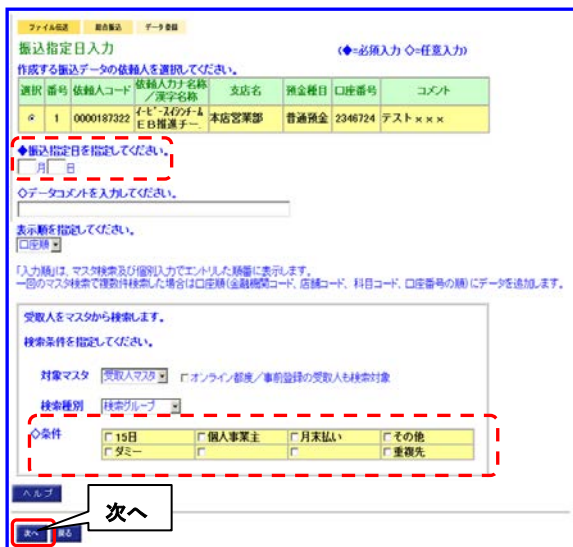 ファイル伝送 総合振込 データ登録
振込指定日入力 (◆=必須入力 ◇=任意入力)
作成する振込データの依頼人を選択してください。
選択 番号 依頼人コード 依頼人カナ名称／漢字名称 支店名 預金種目 口座番号 コメント
1 0000187322 イービースイシンチーム ＥＢ推進チー. 本店営業部 普通預金 2346724 テスト×××
◆振込指定日を指定してください。
月 日
◇データコメントを入力してください。
表示順を指定してください。
口座順
「入力順」は、マスタ検索及び個別入力でエントリした順番に表示します。
一回のマスタ検索で複数件検索した場合は口座順(金融機関コード、店舗コード、科目コード、口座番号の順)にデータを追加します。
受取人をマスタから検索します。
検索条件を指定してください。
対象マスタ 受取人マスタ オンライン都度／事前登録の受取人も検索対象
検索種別 検索グループ
◇条件 15日 個人事業主 月末払い その他
ダミー 重複先
ヘルプ
次へ
次へ 戻る